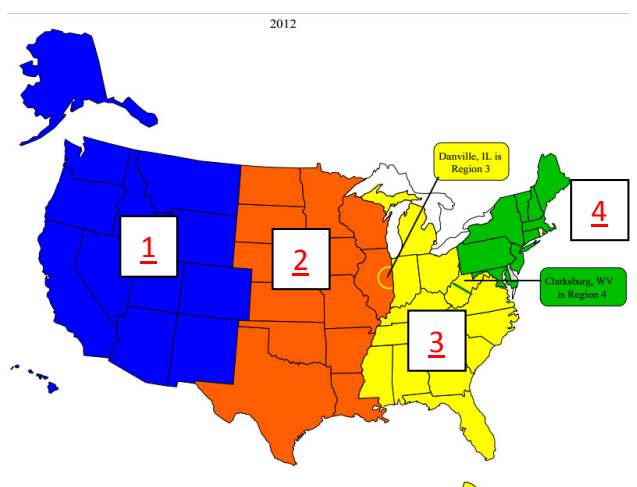 2012
Danville, IL is
Region 3
4
1
2
Clarksburg, WV
is Region 4
3